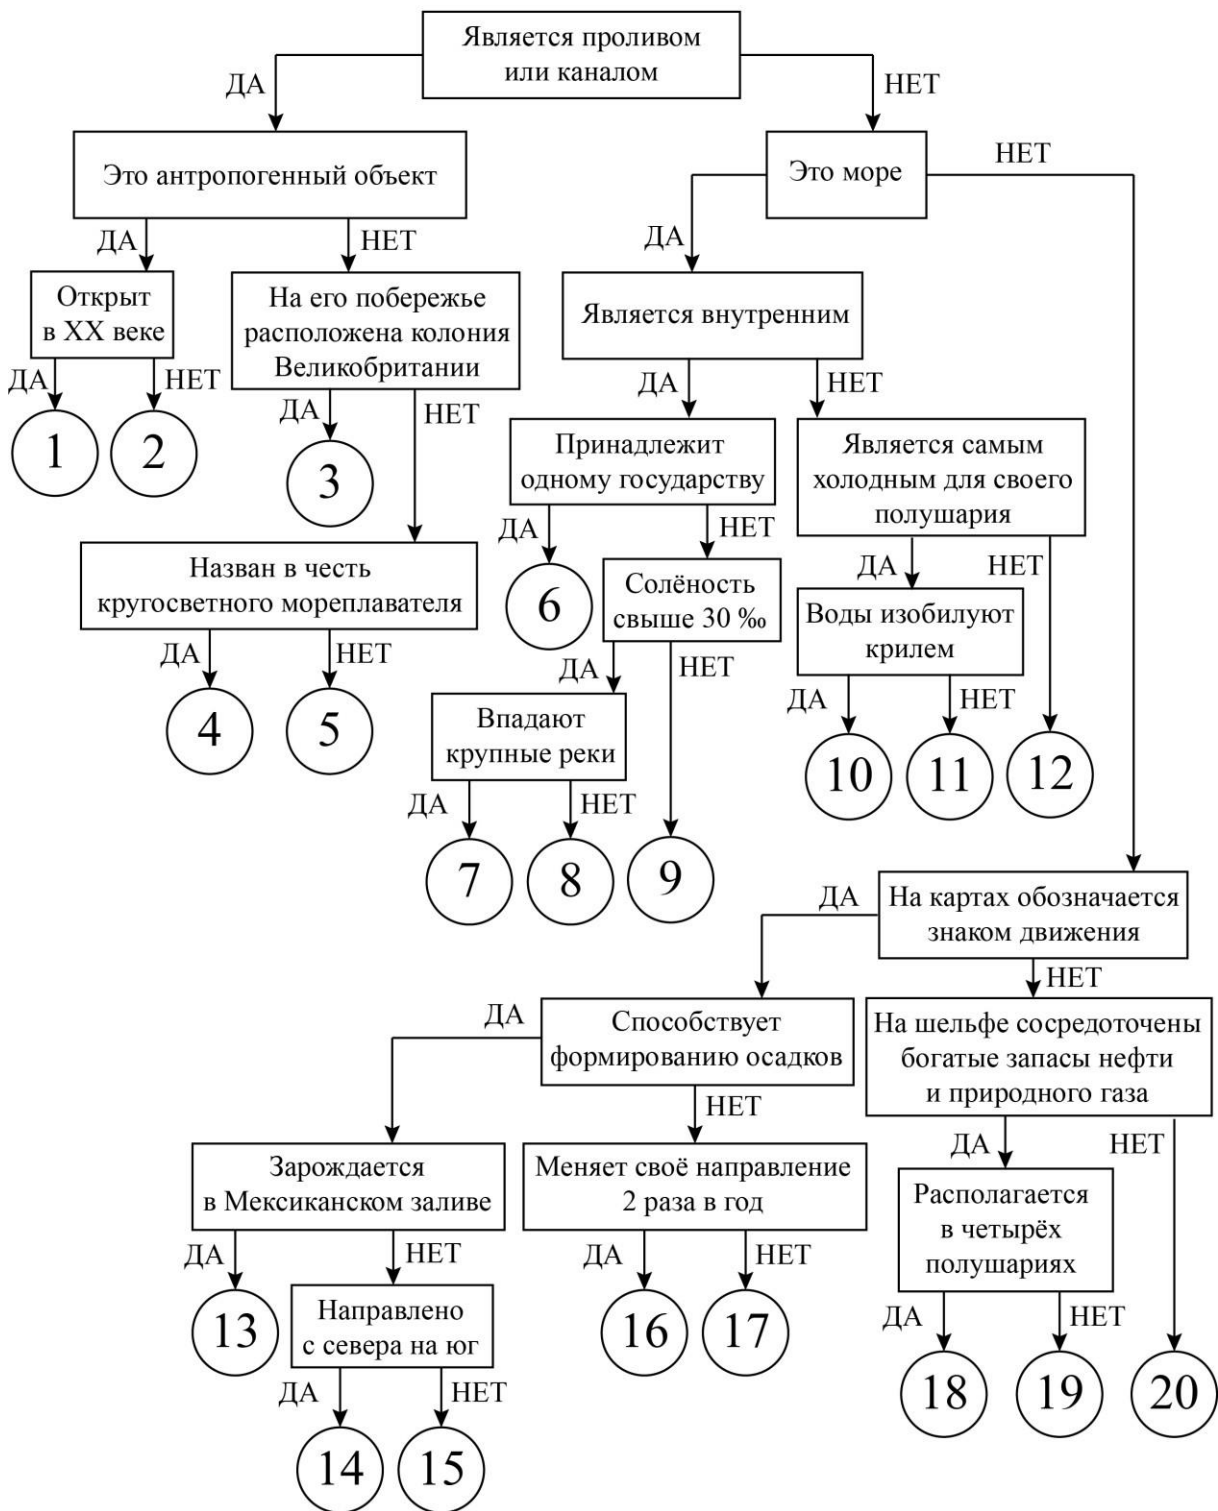 Является проливом
или каналом
ДА
НЕТ
Это антропогенный объект
Это море
НЕТ
ДА
НЕТ
ДА
Открыт
в XX веке
На его побережье
расположена колония
Великобритании
Является внутренним
ДА
НЕТ
ДА
НЕТ
ДА
НЕТ
1
2
3
Принадлежит
одному государству
Является самым
холодным для своего
полушария
ДА
НЕТ
ДА
НЕТ
Назван в честь
кругосветного мореплавателя
6
Солёность
свыше 30 ‰
Воды изобилуют
крилем
ДА
НЕТ
ДА
НЕТ
ДА
НЕТ
4
5
Впадают
крупные реки
10
11
12
ДА
НЕТ
7
8
9
ДА
На картах обозначается
знаком движения
НЕТ
ДА
Способствует
формированию осадков
На шельфе сосредоточены
богатые запасы нефти
и природного газа
НЕТ
ДА
НЕТ
Зарождается
в Мексиканском заливе
Меняет своё направление
2 раза в год
Располагается
в четырёх
полушариях
ДА
НЕТ
ДА
НЕТ
ДА
НЕТ
13
Направлено
с севера на юг
16
17
18
19
20
ДА
НЕТ
14
15